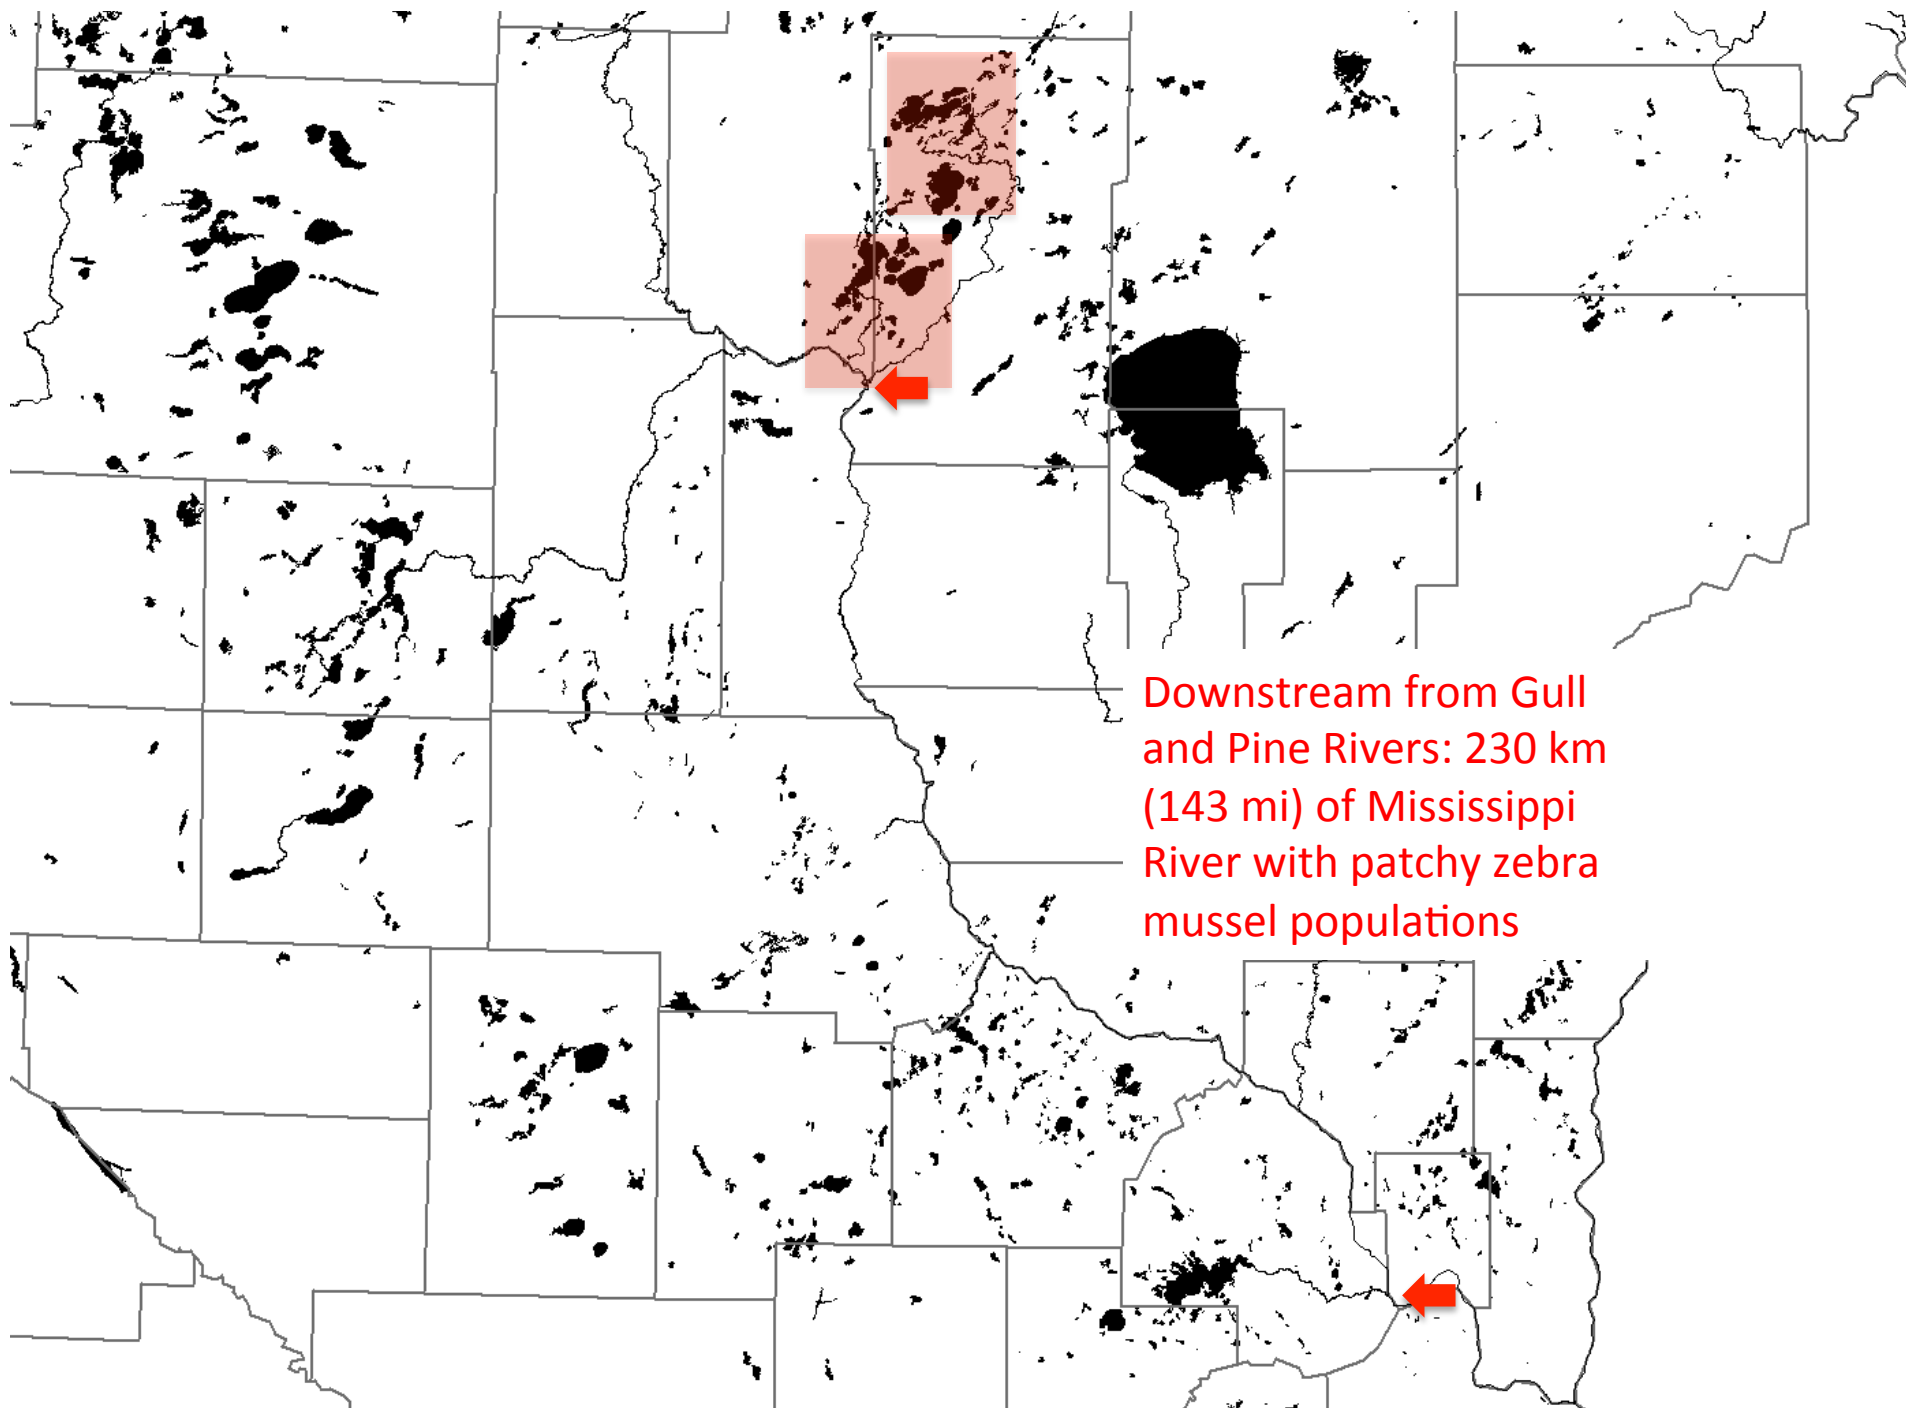 Downstream from Gull
and Pine Rivers: 230 km
(143 mi) of Mississippi
River with patchy zebra
mussel populations